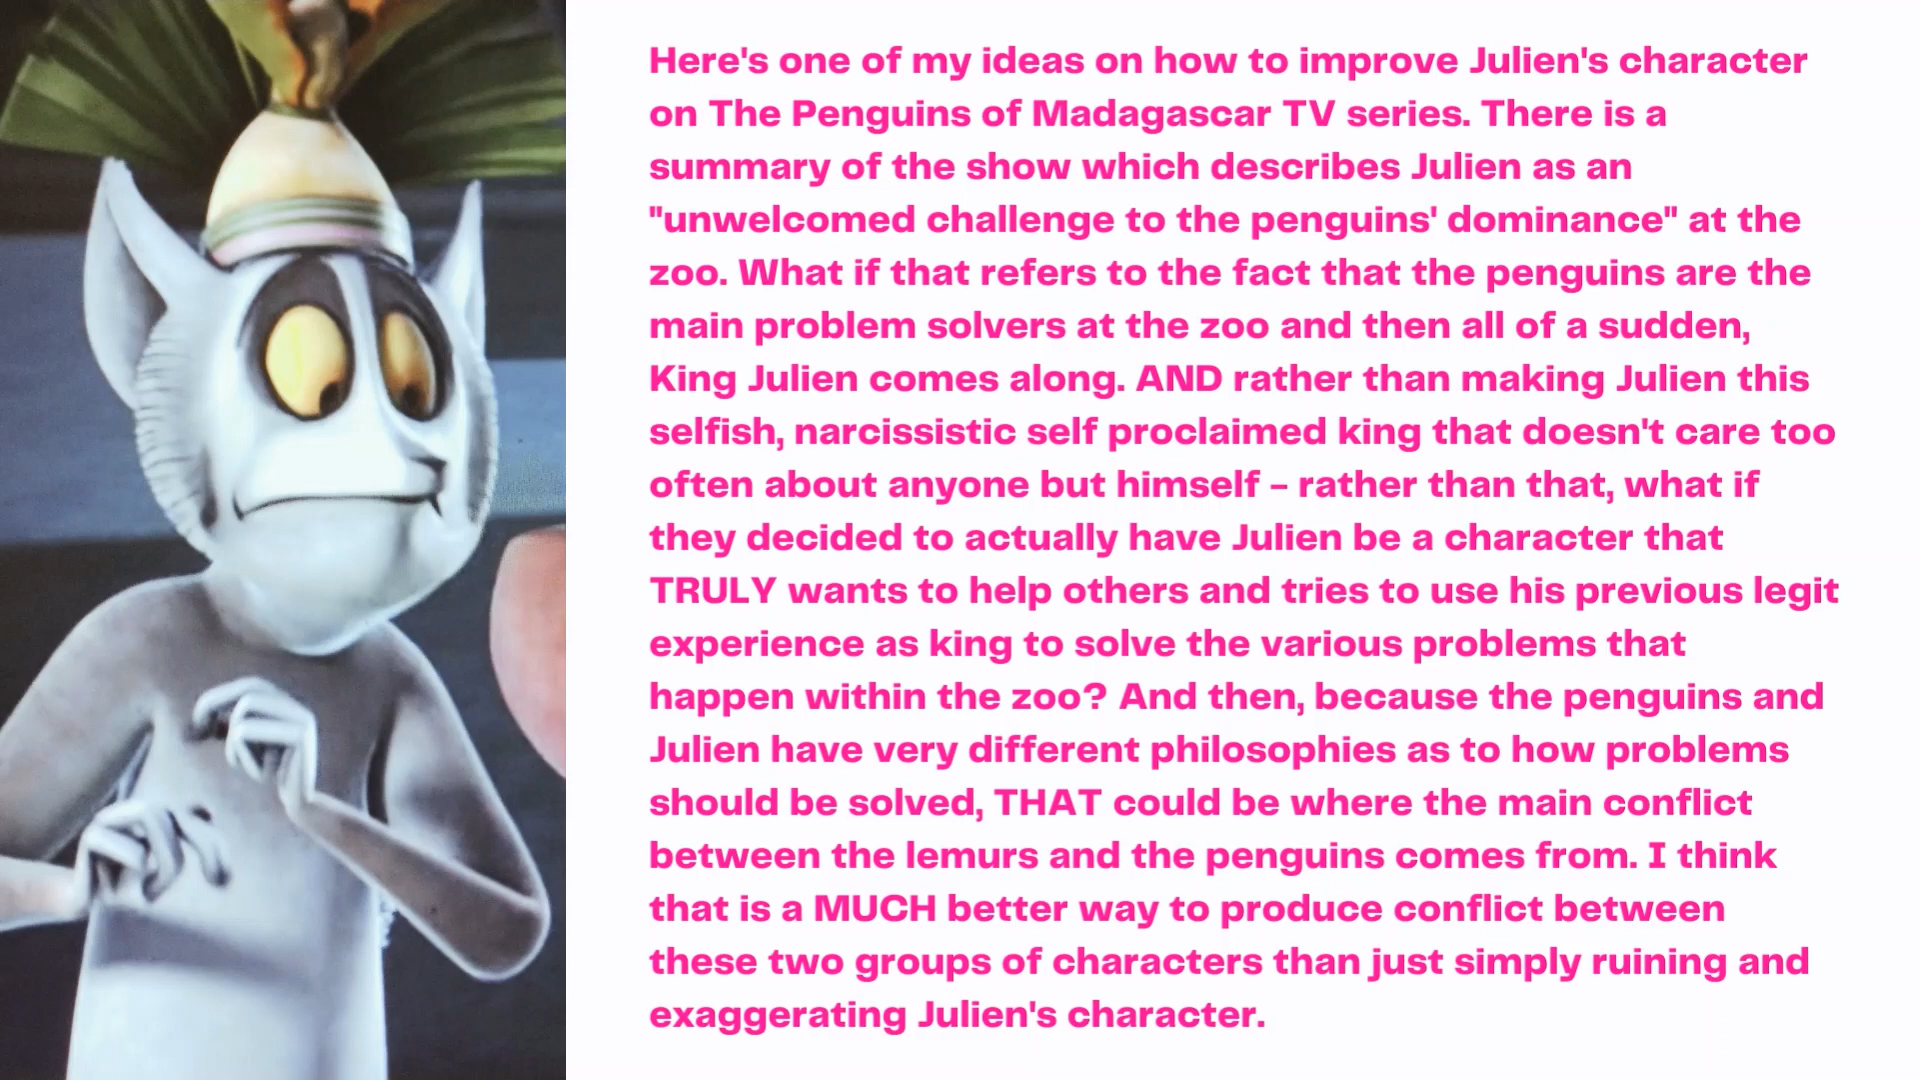 Here's one of my ideas on how to improve Julien's character
on The Penguins of Madagascar TV series. There is a
summary of the show which describes Julien as an
"unwelcomed challenge to the penguins' dominance" at the
zoo. What if that refers to the fact that the penguins are the
main problem solvers at the zoo and then all of a sudden,
King Julien comes along. AND rather than making Julien this
selfish, narcissistic self proclaimed king that doesn't care too
often about anyone but himself – rather than that, what if
they decided to actually have Julien be a character that
TRULY wants to help others and tries to use his previous legit
experience as king to solve the various problems that
happen within the zoo? And then, because the penguins and
Julien have very different philosophies as to how problems
should be solved, THAT could be where the main conflict
between the lemurs and the penguins comes from. I think
that is a MUCH better way to produce conflict between
these two groups of characters than just simply ruining and
exaggerating Julien's character.